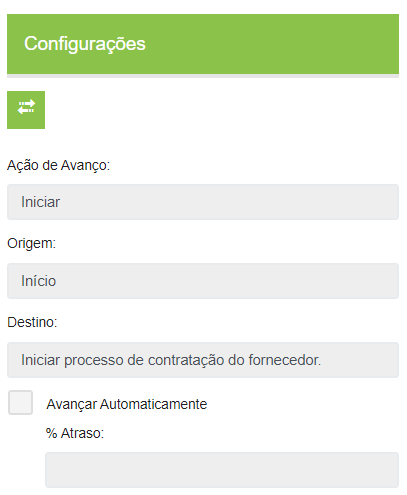 Configurações
Ação de Avanço:
Iniciar
Origem:
Início
Destino:
Iniciar processo de contratação do fornecedor.
Avançar Automaticamente
% Atraso: